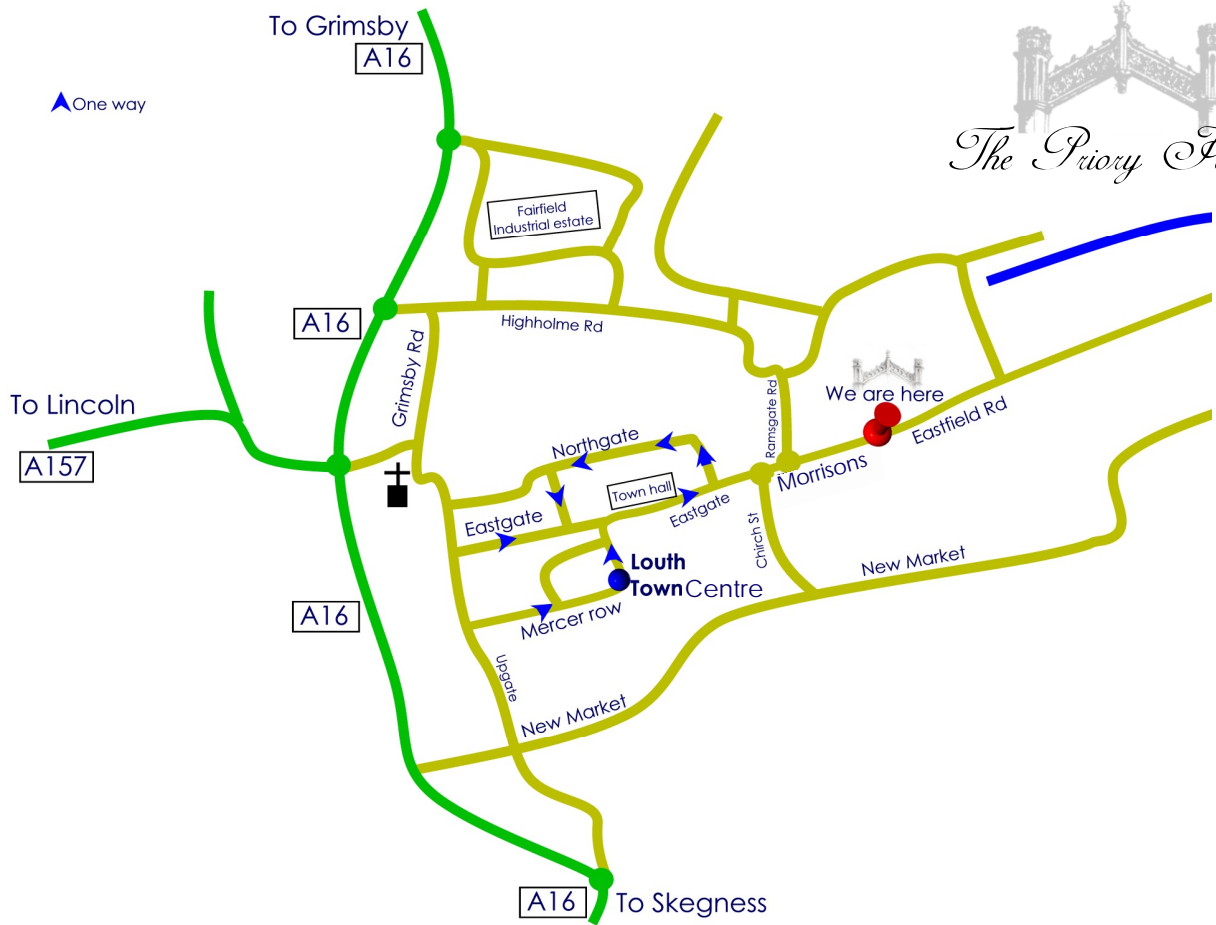 To Grimsby
A16
One way
The Priory
Fairfield
Industrial estate
A16
Highholme Rd
Grimsby Rd
To Lincoln
A157
Ramsgate Rd
We are here
Eastfield Rd
Morrisons
Northgate
Town hall
Eastgate
Eastgate
Chirch St
Louth
Town Centre
New Market
Mercer row
A16
Upgate
New Market
A16
To Skegness